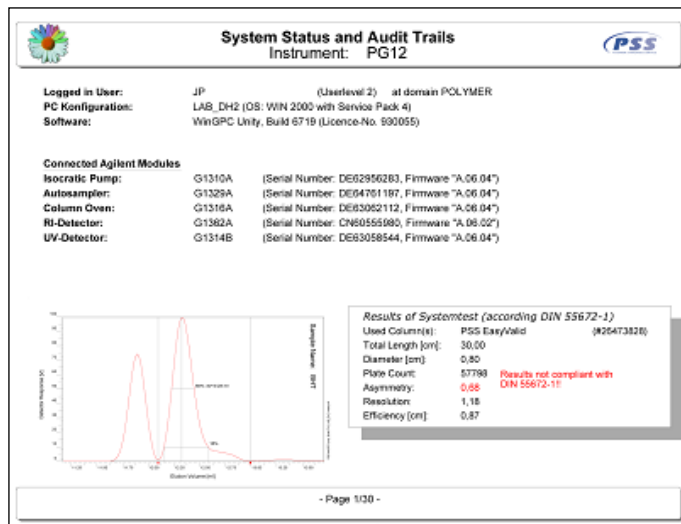 System Status and Audit Trails
Instrument: PG12
PSS
Logged in User: JP (Userlevel 2) at domain POLYMER
PC Konfiguration: LAB_DH2 (OS: WIN 2000 with Service Pack 4)
Software: WinGPC Unity, Build 6719 (Licence-No. 930055)
Connected Agilent Modules
Isocratic Pump: G1310A (Serial Number: DE62956283, Firmware "A.06.04")
Autosampler: G1329A (Serial Number: DE64761197, Firmware "A.06.04")
Column Oven: G1316A (Serial Number: DE63062112, Firmware "A.06.04")
RI-Detector: G1362A (Serial Number: CN60555980, Firmware "A.06.02")
UV-Detector: G1314B (Serial Number: DE63058544, Firmware "A.06.04")
Sample Name: BHT
Elution Volume [ml]
Results of Systemtest (according DIN 55672-1)
Used Column(s): PSS EasyValid (#26473828)
Total Length [cm]: 30,00
Diameter [cm]: 0,80
Plate Count: 57798 Results not compliant with
Asymmetry: 0,68 DIN 55672-1!!
Resolution: 1,18
Efficiency [cm]: 0,87
- Page 1/30 -